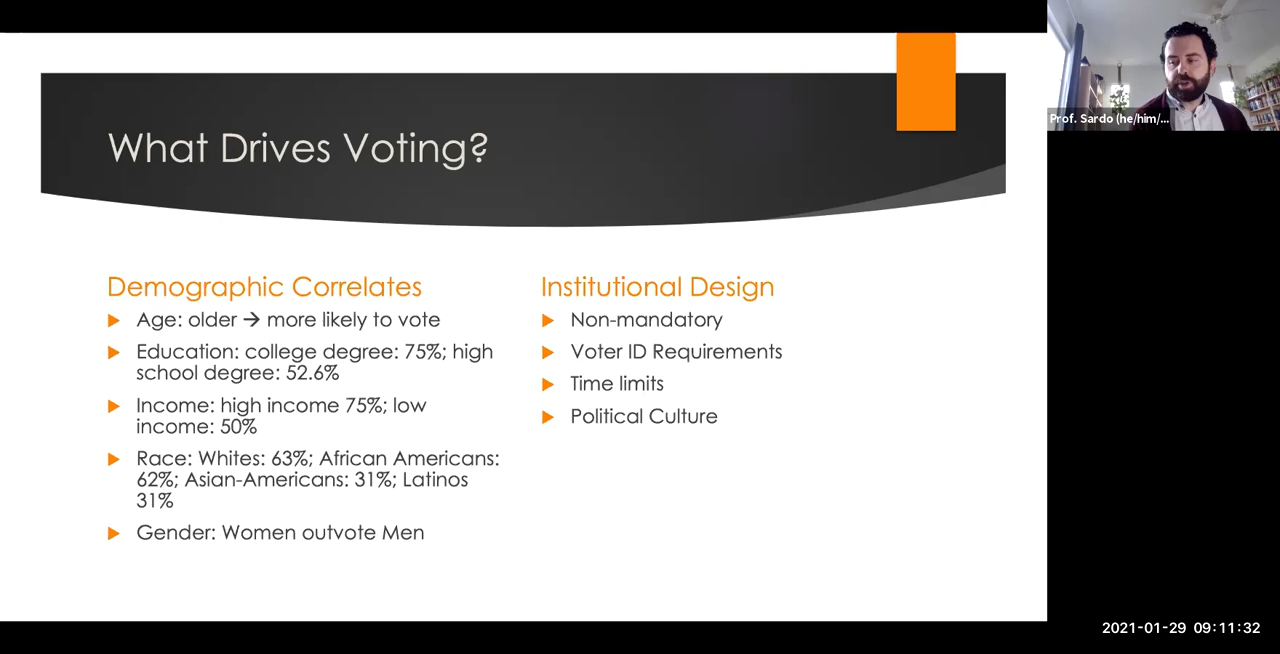 What Drives Voting?
Demographic Correlates
Age: older → more likely to vote
Education: college degree: 75%; high
school degree: 52.6%
Income: high income 75%; low
income: 50%
Race: Whites: 63%; African Americans:
62%; Asian-Americans: 31%; Latinos
31%
Gender: Women outvote Men
Institutional Design
Non-mandatory
Voter ID Requirements
Time limits
Political Culture
Prof. Sardo (he/him/...
2021-01-29 09:11:32